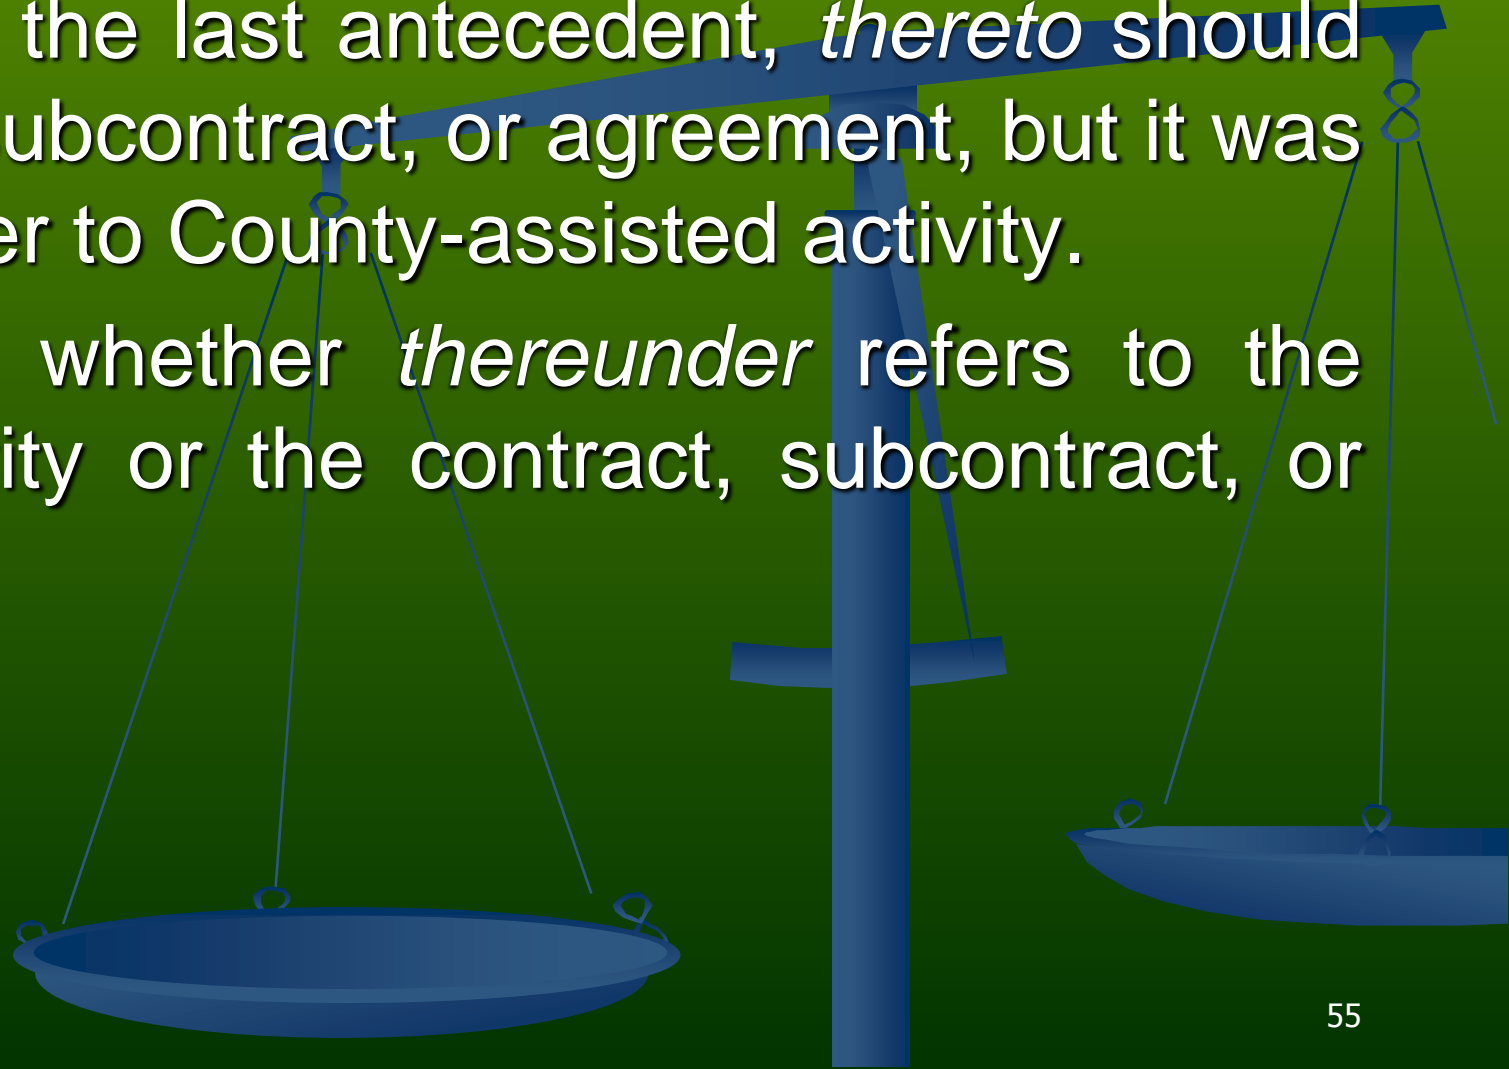 the last antecedent, thereto should
ubcontract, or agreement, but it was
er to County-assisted activity.
whether thereunder refers to the
ity or the contract, subcontract, or
55